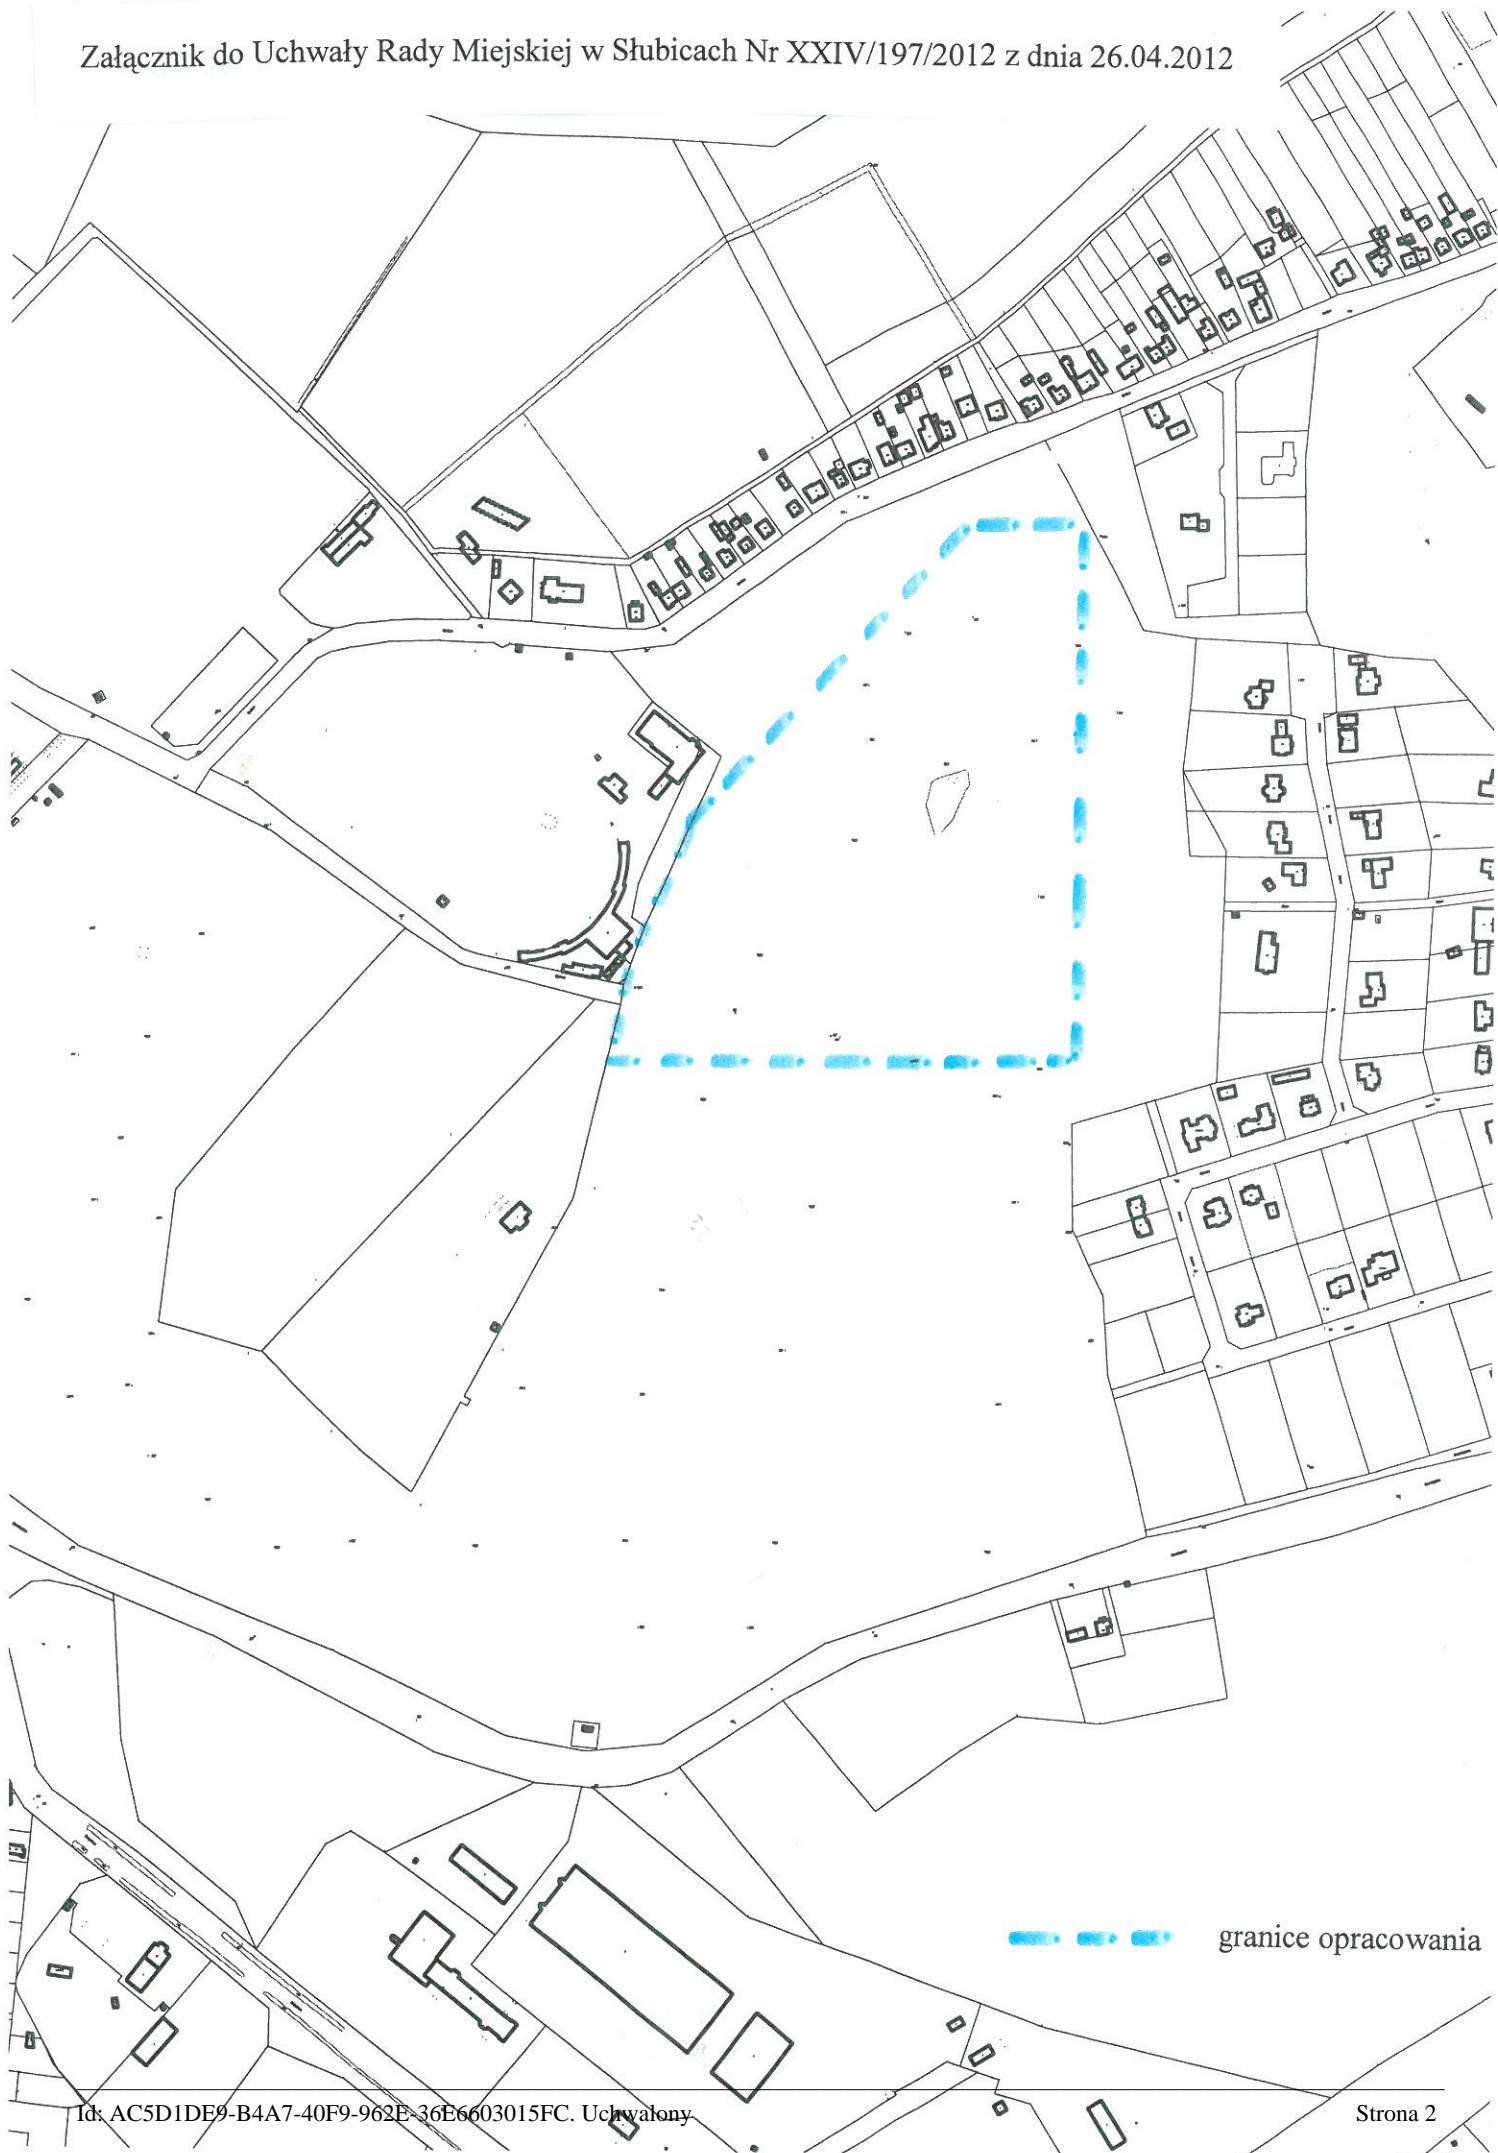 Załącznik do Uchwały Rady Miejskiej w Słubicach Nr XXIV/197/2012 z dnia 26.04.2012
granice opracowania
Id: AC5D1DE9-B4A7-40F9-962E-36E6603015FC. Uchwalony
Strona 2